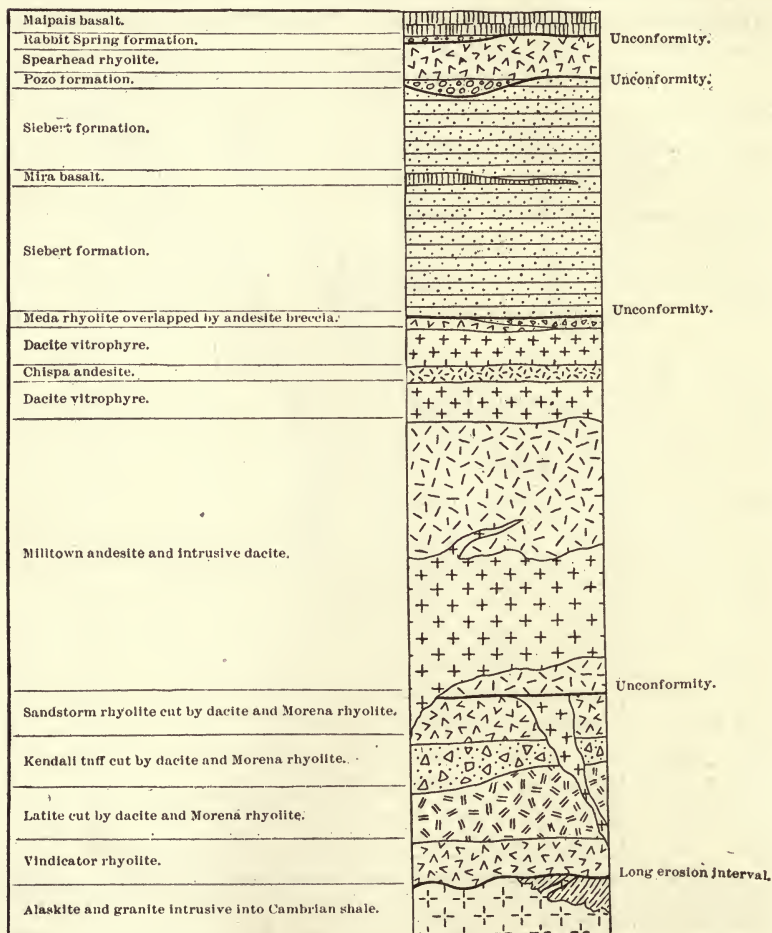 Malpais basalt.
Rabbit Spring formation.
Unconformity.
Spearhead rhyolite.
Pozo formation.
Unconformity.
Siebert formation.
Mira basalt.
Siebert formation.
Unconformity.
Meda rhyolite overlapped by andesite breccia.
Dacite vitrophyre.
Chispa andesite.
Dacite vitrophyre.
Milltown andesite and intrusive dacite.
Unconformity.
Sandstorm rhyolite cut by dacite and Morena rhyolite.
Kendall tuff cut by dacite and Morena rhyolite.
Latite cut by dacite and Morena rhyolite.
Vindicator rhyolite.
Long erosion interval.
Alaskite and granite intrusive into Cambrian shale.